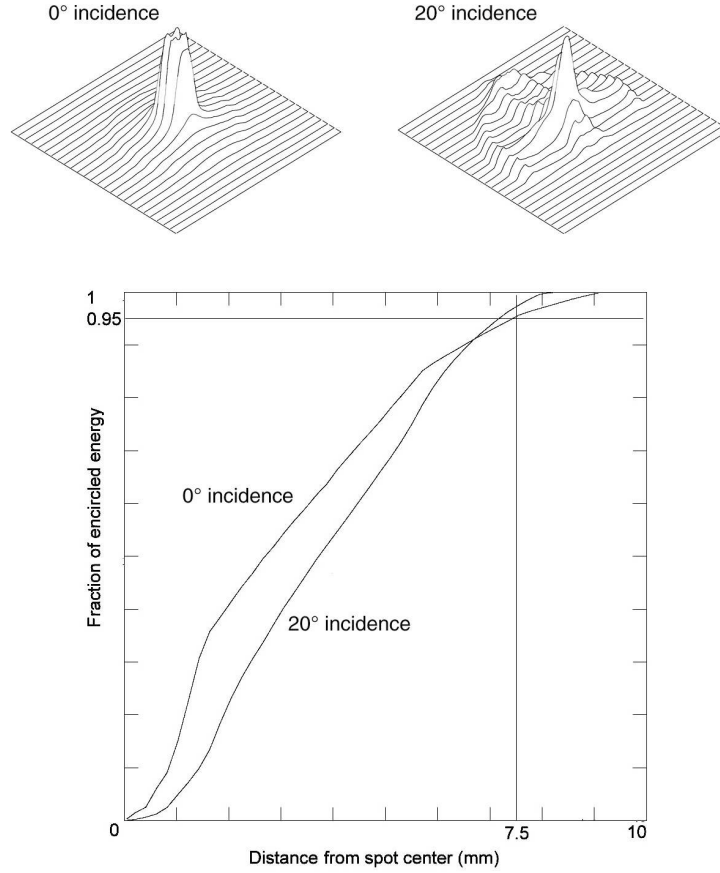 0° incidence
20° incidence
1
0.95
Fraction of encircled energy
0° incidence
20° incidence
0
7.5
10
Distance from spot center (mm)